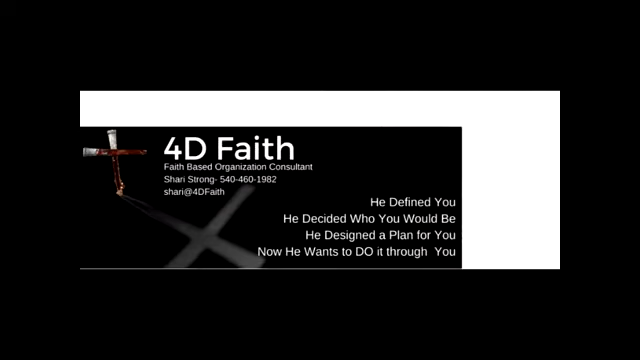 4D Faith
Faith Based Organization Consultant
Shari Strong- 540-460-1982
shari@4DFaith
He Defined You
He Decided Who You Would Be
He Designed a Plan for You
Now He Wants to DO it through  You